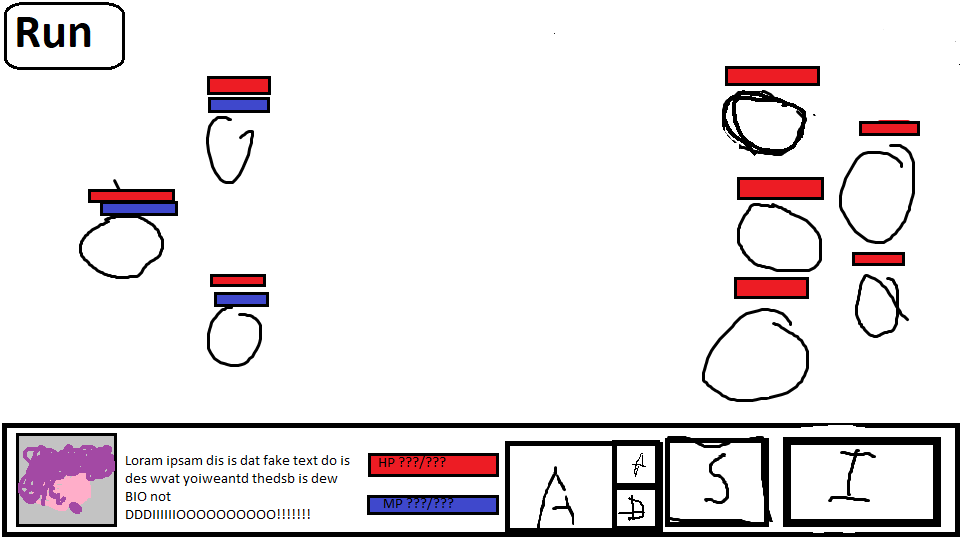 Run
Loram ipsam dis is dat fake text do is
des wvat yoiweantd thedsb is dew
BIO not
DDDIIIIIIOOOOOOOOOO!!!!!!!
HP ???/???
MP ???/???
A
A
D
S
I